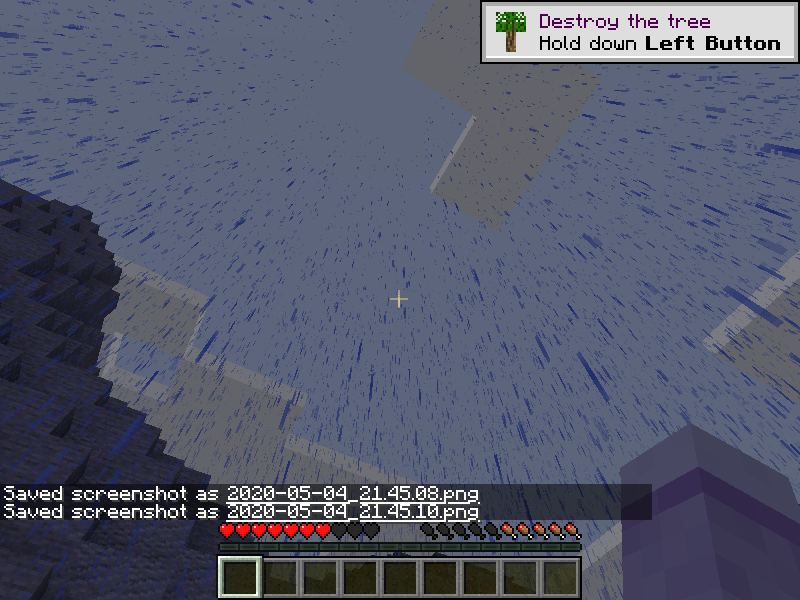 Destroy the tree
Hold down Left Button
Saved screenshot as 2020-05-04_21.45.08.png
Saved screenshot as 2020-05-04_21.45.10.png